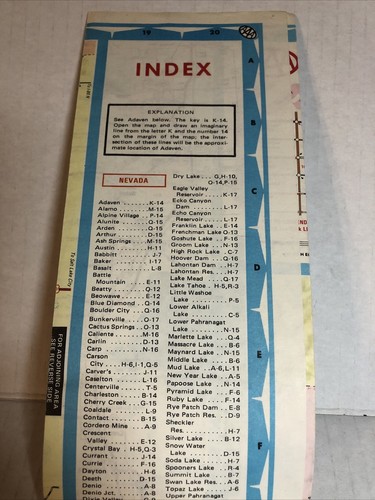 19
20
AAA
INDEX
A
B
C
D
E
F
EXPLANATION
See Adaven below. The key is K-14.
Open the map and draw an imaginary
line from the letter K and the number 14
on the margin of the map; the inter-
section of these lines will be the approxi-
mate location of Adaven.
NEVADA
Adaven . . . . . K-14
Alamo . . . . . M-15
Alpine Village . . P-14
Alunite . . . . . Q-15
Arden . . . . . Q-15
Arthur . . . . . D-15
Ash Springs . . . M-15
Austin . . . . . H-11
Babbitt . . . . . J-7
Baker . . . . . I-17
Basalt . . . . . L-8
Battle
Mountain . . . E-11
Beatty . . . . . O-12
Beowawe . . . . E-12
Blue Diamond . . Q-14
Boulder City . . . Q-16
Bunkerville . . . O-17
Cactus Springs . . O-13
Caliente . . . . M-16
Carlin . . . . . D-13
Carp . . . . . N-16
Carson
City . . . H-6,I-1,Q-5
Carver's . . . . J-11
Caselton . . . . L-16
Centerville . . . T-5
Charleston . . . B-14
Cherry Creek . . G-15
Coaldale . . . . L-9
Contact . . . . B-15
Cordero Mine . . A-9
Crescent
Valley . . . . E-12
Crystal Bay . H-5,Q-3
Currant . . . . J-14
Currie . . . . . F-16
Dayton . . . . . H-6
Death . . . . . D-15
Denio . . . . . A-8
Denio Jct. . . . A-8
Dry Lake . . G,H-10,
O-14,P-16
Eagle Valley
Reservoir . . . K-17
Echo Canyon
Dam . . . . . L-17
Echo Canyon
Reservoir . . . L-17
Franklin Lake . . E-14
Frenchman Lake O-13
Goshute Lake . . F-16
Groom Lake . . . N-13
High Rock Lake . . C-7
Hoover Dam . . . Q-16
Lahontan Dam . . H-7
Lahontan Res. . . H-7
Lake Mead . . . Q-17
Lake Tahoe . H-5,R-3
Little Washoe
Lake . . . . . P-5
Lower Alkali
Lake . . . . . C-5
Lower Pahranagat
Lake . . . . . N-15
Marlette Lake . . Q-4
Massacre Lake . . B-6
Maynard Lake . . N-15
Middle Lake . . . B-6
Mud Lake . A-6,L-11
New Year Lake . . A-5
Papoose Lake . . N-14
Pyramid Lake . . F-6
Ruby Lake . . . F-14
Rye Patch Dam . . E-8
Rye Patch Res. . . D-9
Sheckler
Res. . . . . . H-7
Silver Lake . . . B-12
Snow Water
Lake . . . . . D-15
Soda Lake . . . . H-7
Spooners Lake . . R-4
Summit Lake . . . B-7
Swan Lake Res. . . A-6
Topaz Lake . . . J-5
Upper Pahranagat
To Salt Lake City
FOR ADJOINING AREA
SEE REVERSE SIDE